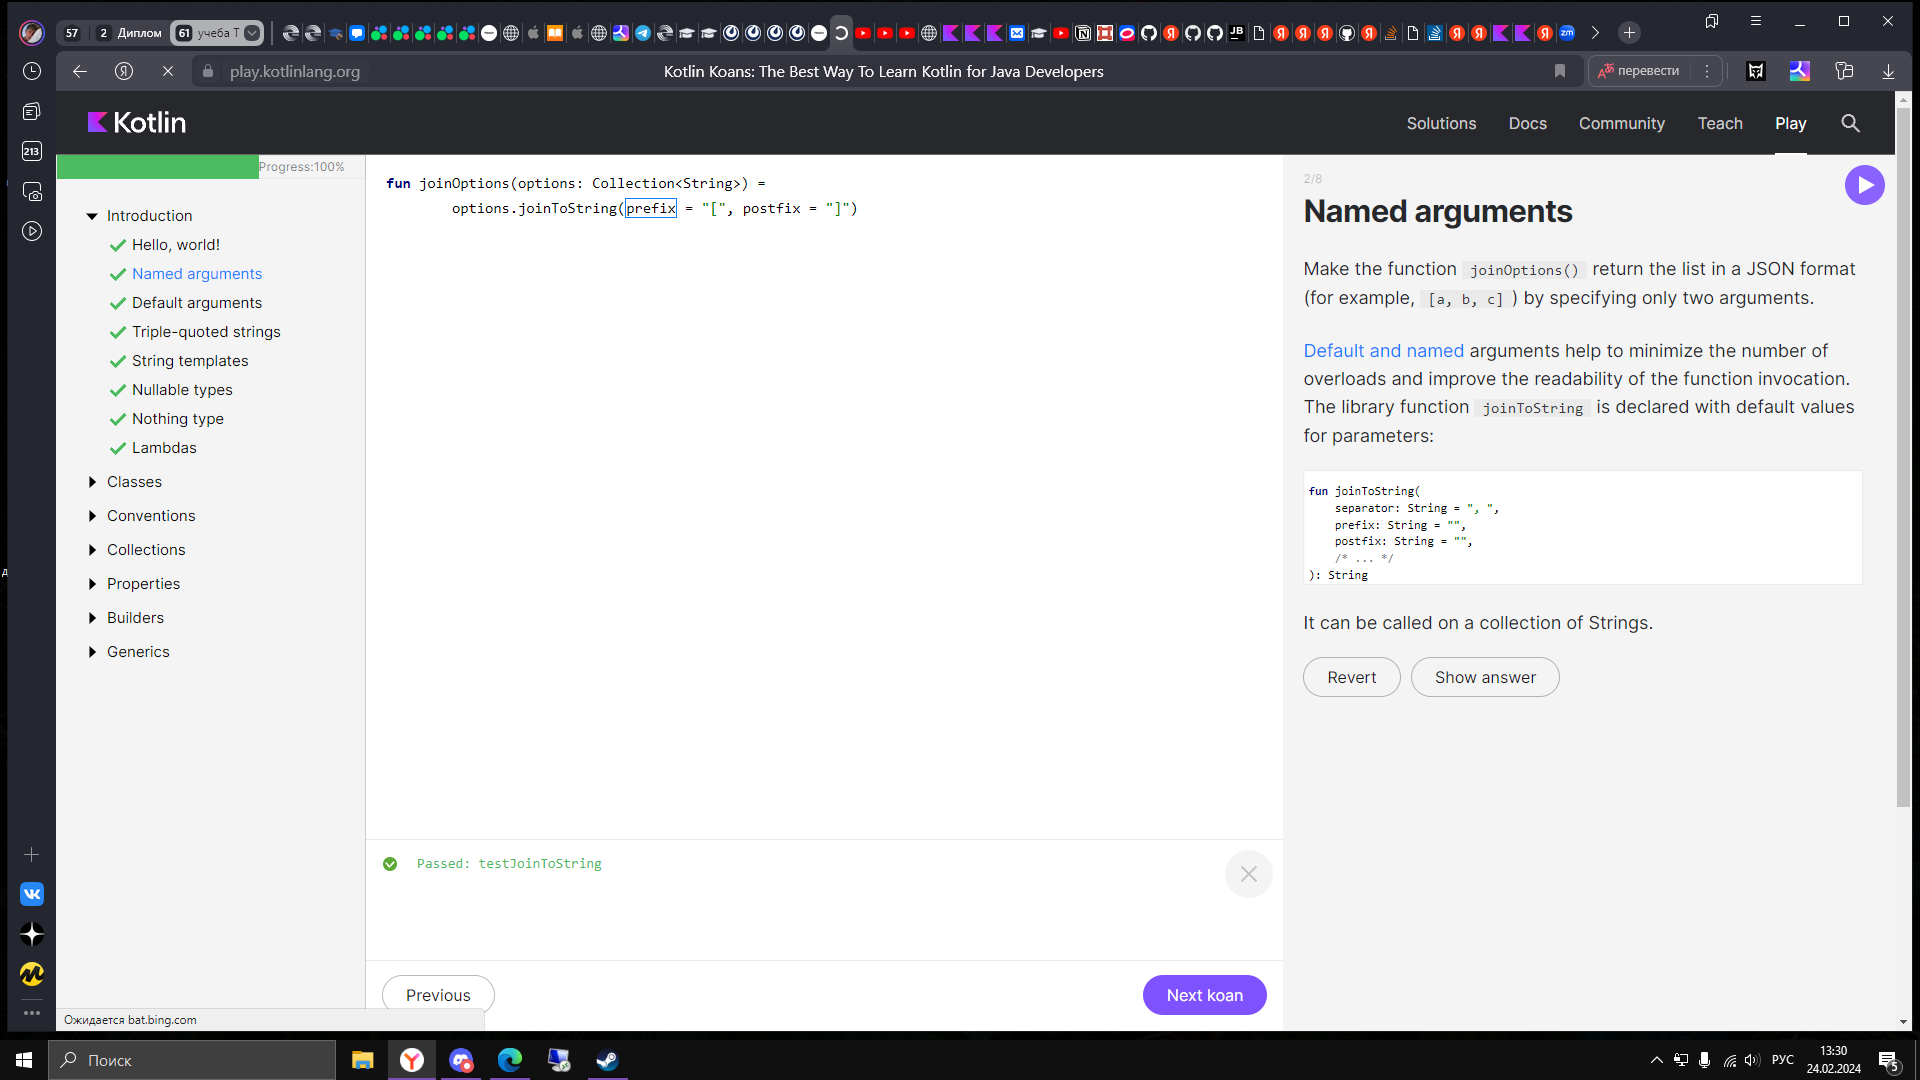 57
2 Диплом
61 учеба Т
play.kotlinlang.org
Kotlin Koans: The Best Way To Learn Kotlin for Java Developers
перевести
213
Kotlin
Solutions
Docs
Community
Teach
Play
Progress:100%
Introduction
Hello, world!
Named arguments
Default arguments
Triple-quoted strings
String templates
Nullable types
Nothing type
Lambdas
Classes
Conventions
Collections
Properties
Builders
Generics
fun joinOptions(options: Collection<String>) =
options.joinToString(prefix = "[", postfix = "]")
Passed: testJoinToString
Previous
Next koan
2/8
Named arguments
Make the function joinOptions() return the list in a JSON format
(for example, [a, b, c] ) by specifying only two arguments.
Default and named arguments help to minimize the number of
overloads and improve the readability of the function invocation.
The library function joinToString is declared with default values
for parameters:
fun joinToString(
separator: String = ", ",
prefix: String = "",
postfix: String = "",
/* ... */
): String
It can be called on a collection of Strings.
Revert
Show answer
Ожидается bat.bing.com
Поиск
РУС
13:30
24.02.2024
5